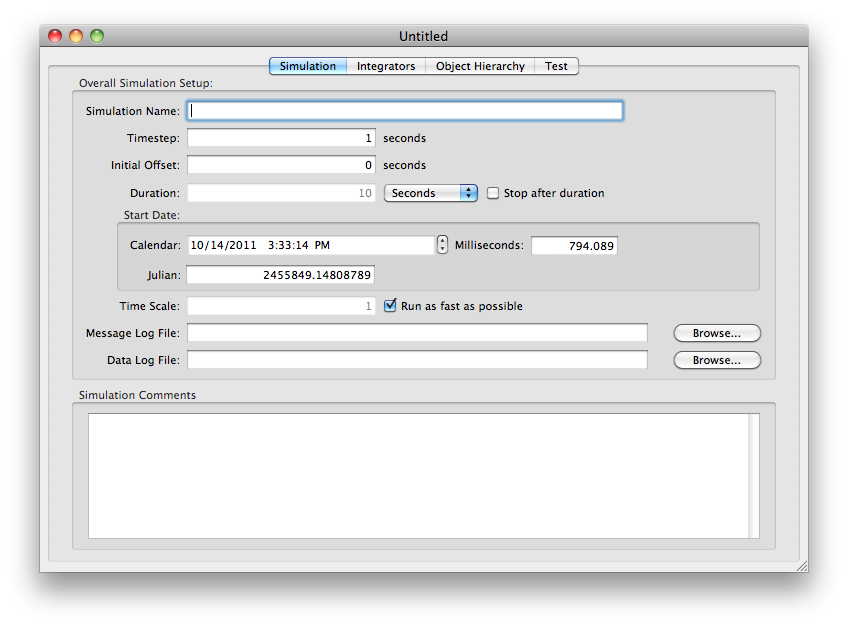 Untitled
Simulation Integrators Object Hierarchy Test
Overall Simulation Setup:
Simulation Name:
Timestep: 1 seconds
Initial Offset: 0 seconds
Duration: 10 Seconds Stop after duration
Start Date:
Calendar: 10/14/2011 3:33:14 PM Milliseconds: 794.089
Julian: 2455849.14808789
Time Scale: 1 Run as fast as possible
Message Log File: Browse...
Data Log File: Browse...
Simulation Comments